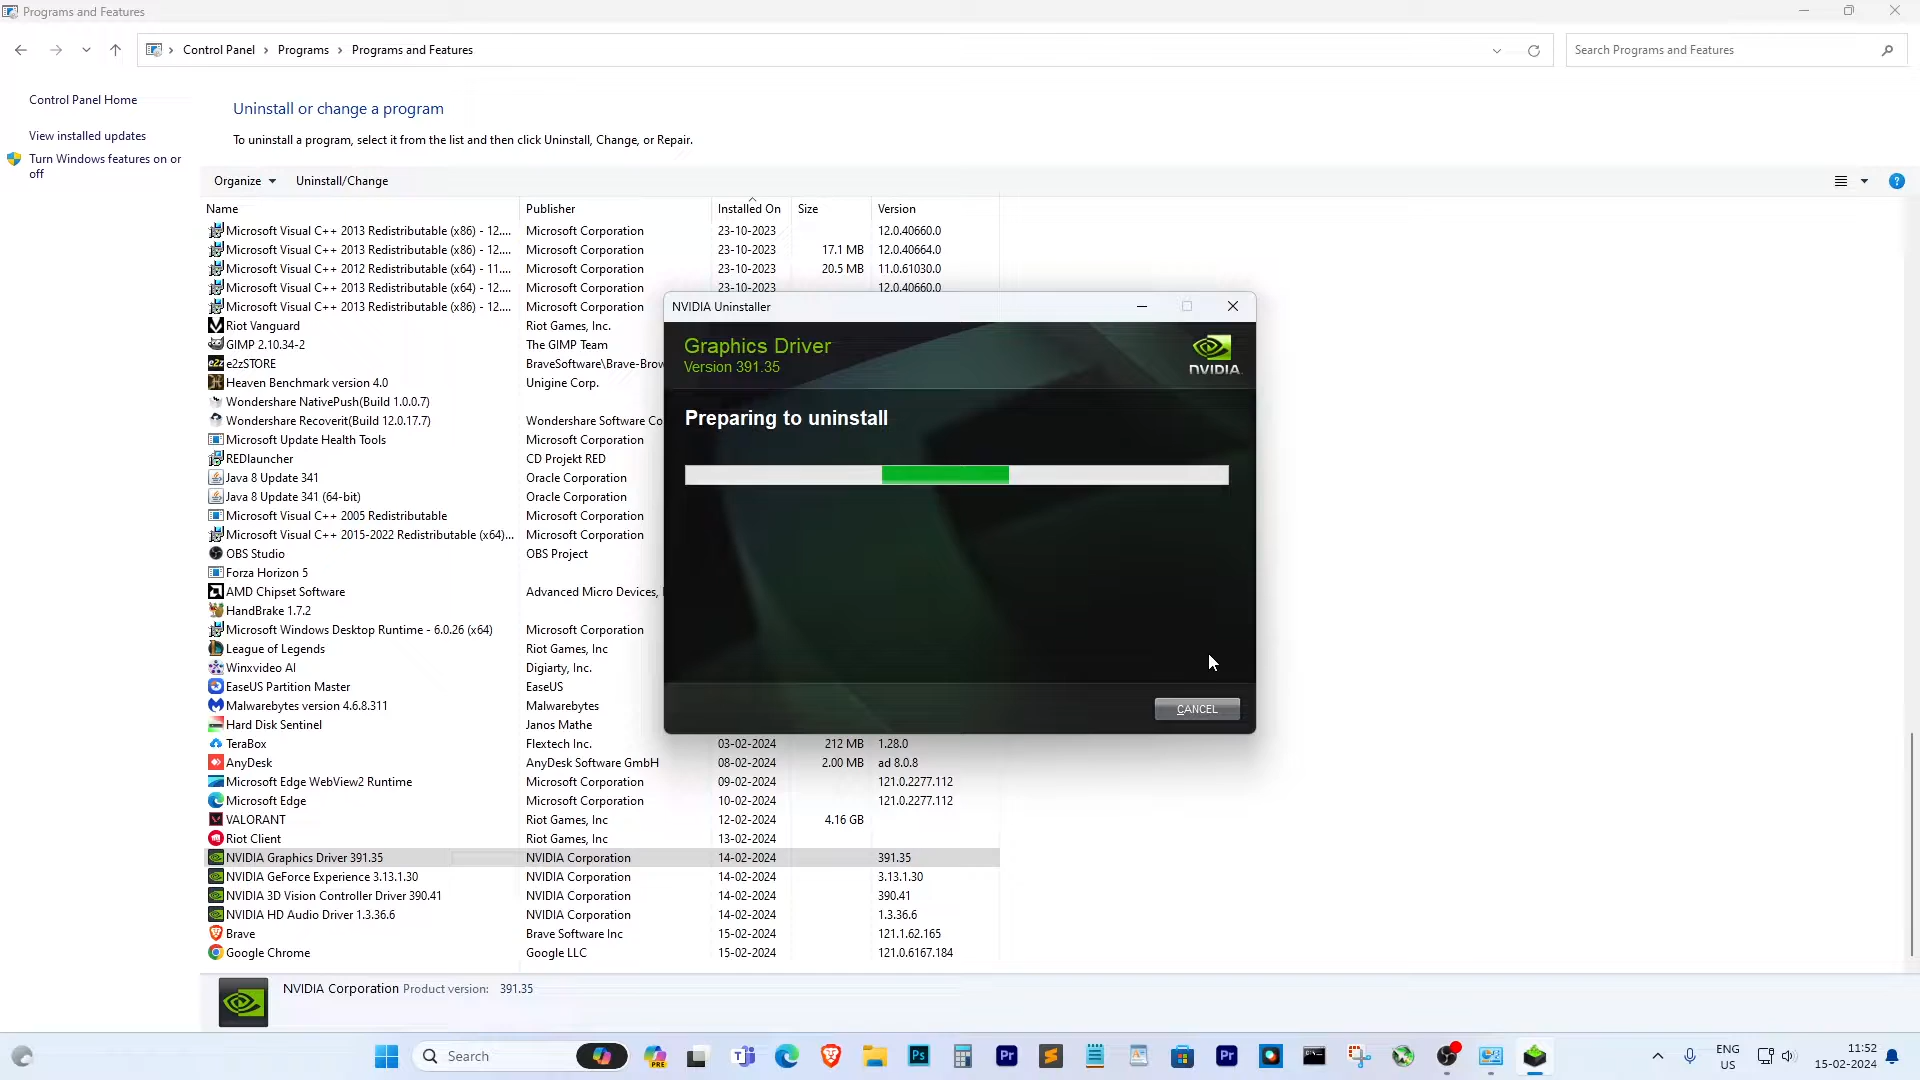 Programs and Features
Control Panel > Programs > Programs and Features
Search Programs and Features
Control Panel Home
View installed updates
Turn Windows features on or
off
Uninstall or change a program
To uninstall a program, select it from the list and then click Uninstall, Change, or Repair.
Organize Uninstall/Change
Name Publisher Installed On Size Version
Microsoft Visual C++ 2013 Redistributable (x86) - 12.... Microsoft Corporation 23-10-2023 12.0.40660.0
Microsoft Visual C++ 2013 Redistributable (x86) - 12.... Microsoft Corporation 23-10-2023 17.1 MB 12.0.40664.0
Microsoft Visual C++ 2012 Redistributable (x64) - 11.... Microsoft Corporation 23-10-2023 20.5 MB 11.0.61030.0
Microsoft Visual C++ 2013 Redistributable (x64) - 12.... Microsoft Corporation 23-10-2023 12.0.40660.0
Microsoft Visual C++ 2013 Redistributable (x86) - 12.... Microsoft Corporation
Riot Vanguard Riot Games, Inc.
GIMP 2.10.34-2 The GIMP Team
e2zSTORE BraveSoftware\Brave-Brow
Heaven Benchmark version 4.0 Unigine Corp.
Wondershare NativePush(Build 1.0.0.7)
Wondershare Recoverit(Build 12.0.17.7) Wondershare Software Co
Microsoft Update Health Tools Microsoft Corporation
REDlauncher CD Projekt RED
Java 8 Update 341 Oracle Corporation
Java 8 Update 341 (64-bit) Oracle Corporation
Microsoft Visual C++ 2005 Redistributable Microsoft Corporation
Microsoft Visual C++ 2015-2022 Redistributable (x64)... Microsoft Corporation
OBS Studio OBS Project
Forza Horizon 5
AMD Chipset Software Advanced Micro Devices,
HandBrake 1.7.2
Microsoft Windows Desktop Runtime - 6.0.26 (x64) Microsoft Corporation
League of Legends Riot Games, Inc
Winxvideo AI Digiarty, Inc.
EaseUS Partition Master EaseUS
Malwarebytes version 4.6.8.311 Malwarebytes
Hard Disk Sentinel Janos Mathe
TeraBox Flextech Inc. 03-02-2024 212 MB 1.28.0
AnyDesk AnyDesk Software GmbH 08-02-2024 2.00 MB ad 8.0.8
Microsoft Edge WebView2 Runtime Microsoft Corporation 09-02-2024 121.0.2277.112
Microsoft Edge Microsoft Corporation 10-02-2024 121.0.2277.112
VALORANT Riot Games, Inc 12-02-2024 4.16 GB
Riot Client Riot Games, Inc 13-02-2024
NVIDIA Graphics Driver 391.35 NVIDIA Corporation 14-02-2024 391.35
NVIDIA GeForce Experience 3.13.1.30 NVIDIA Corporation 14-02-2024 3.13.1.30
NVIDIA 3D Vision Controller Driver 390.41 NVIDIA Corporation 14-02-2024 390.41
NVIDIA HD Audio Driver 1.3.36.6 NVIDIA Corporation 14-02-2024 1.3.36.6
Brave Brave Software Inc 15-02-2024 121.1.62.165
Google Chrome Google LLC 15-02-2024 121.0.6167.184
NVIDIA Uninstaller
Graphics Driver
Version 391.35
NVIDIA.
Preparing to uninstall
CANCEL
NVIDIA Corporation Product version: 391.35
Search
PRE
Ps
Pr
Pr
ENG
US
11:52
15-02-2024